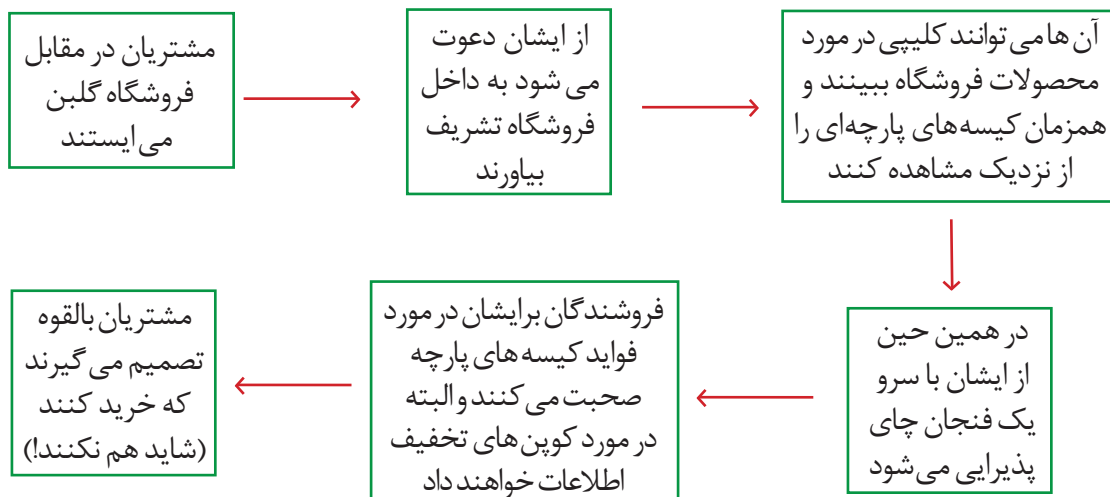 مشتریان در مقابل
فروشگاه گلبن
می‌ایستند
از ایشان دعوت
می شود به داخل
فروشگاه تشریف
بیاورند
آن ها می توانند کلیپی در مورد
محصولات فروشگاه ببینند و
همزمان کیسه های پارچه‌ای را
از نزدیک مشاهده کنند
در همین حین
از ایشان با سرو
یک فنجان چای
پذیرایی می‌شود
فروشندگان برایشان در مورد
فواید کیسه های پارچه
صحبت می کنند و البته
در مورد کوپن های تخفیف
اطلاعات خواهند داد
مشتریان بالقوه
تصمیم می گیرند
که خرید کنند
(شاید هم نکنند!)